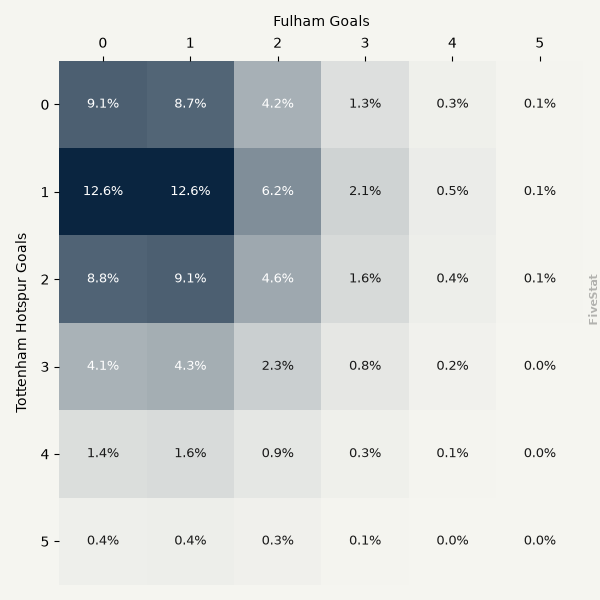 Fulham Goals
0 1 2 3 4 5
0 9.1% 8.7% 4.2% 1.3% 0.3% 0.1%
1 12.6% 12.6% 6.2% 2.1% 0.5% 0.1%
2 8.8% 9.1% 4.6% 1.6% 0.4% 0.1%
3 4.1% 4.3% 2.3% 0.8% 0.2% 0.0%
4 1.4% 1.6% 0.9% 0.3% 0.1% 0.0%
5 0.4% 0.4% 0.3% 0.1% 0.0% 0.0%
Tottenham Hotspur Goals
FiveStat